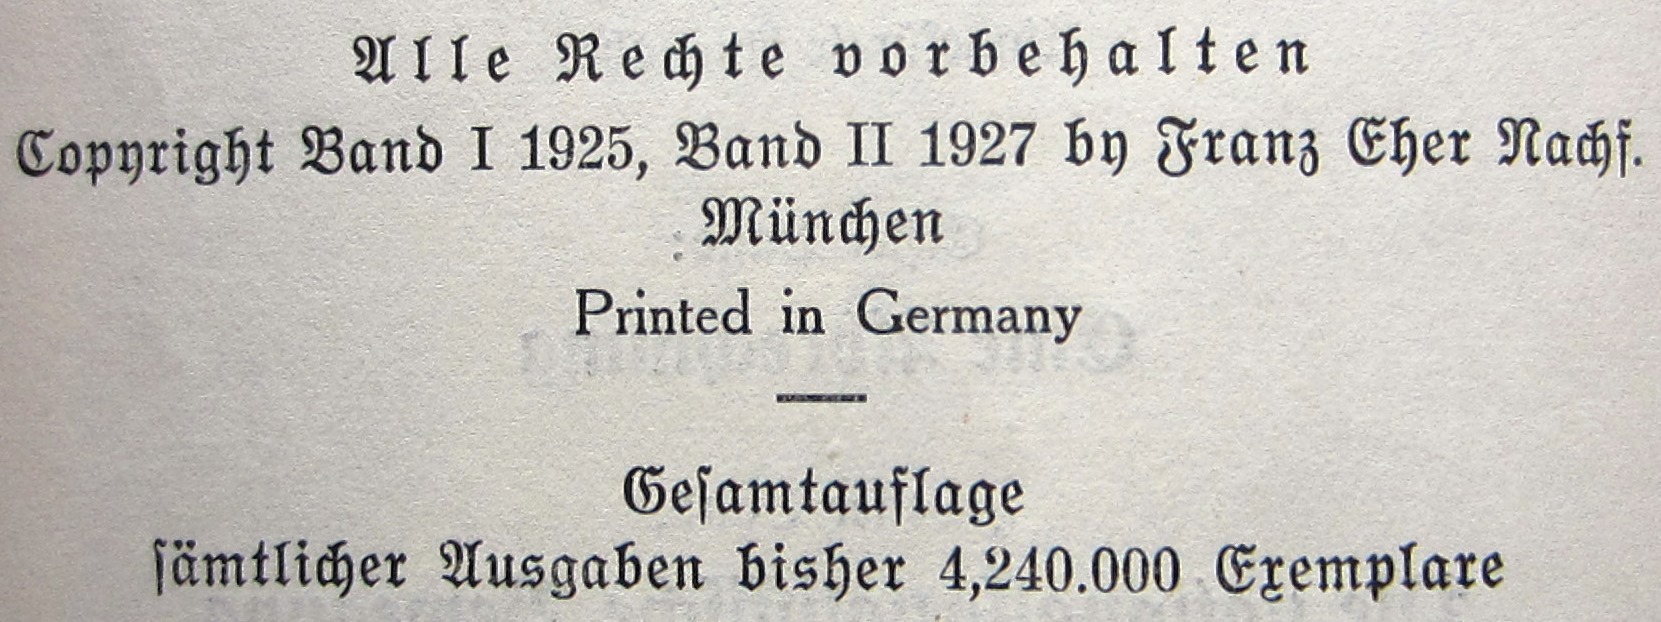 Alle Rechte vorbehalten
Copyright Band I 1925, Band II 1927 by Franz Eher Nachf.
München
Printed in Germany
Geſamtauflage
ſämtlicher Ausgaben bisher 4,240.000 Exemplare